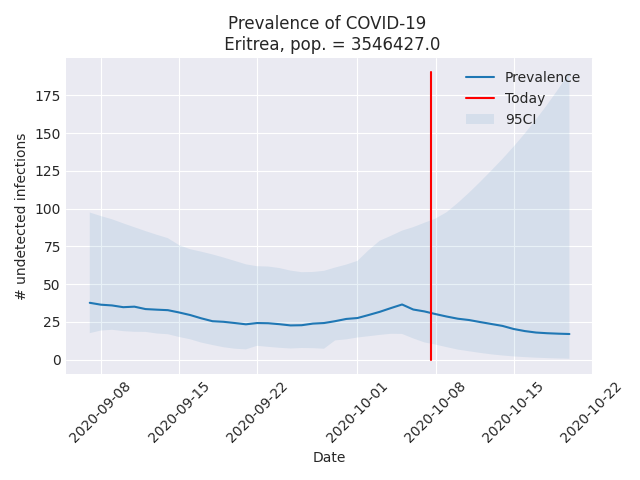 Prevalence of COVID-19
Eritrea, pop. = 3546427.0
Prevalence
Today
95CI
# undetected infections
175
150
125
100
75
50
25
0
2020-09-08
2020-09-15
2020-09-22
2020-10-01
2020-10-08
2020-10-15
2020-10-22
Date